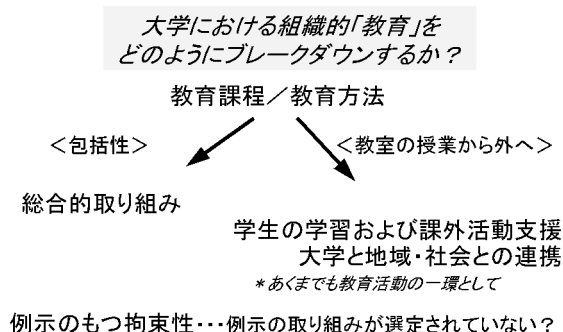 大学における組織的「教育」を
どのようにブレークダウンするか？
教育課程／教育方法
＜包括性＞
＜教室の授業から外へ＞
総合的取り組み
学生の学習および課外活動支援
大学と地域・社会との連携
＊あくまでも教育活動の一環として
例示のもつ拘束性・・・例示の取り組みが選定されていない？